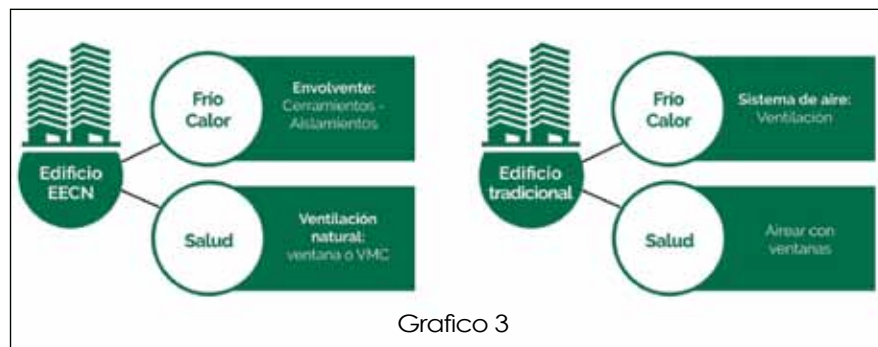 Edificio
EECN
Frío
Calor
Envolvente:
Cerramientos -
Aislamientos
Salud
Ventilación
natural:
ventana o VMC
Edificio
tradicional
Frío
Calor
Sistema de aire:
Ventilación
Salud
Airear con
ventanas
Grafico 3